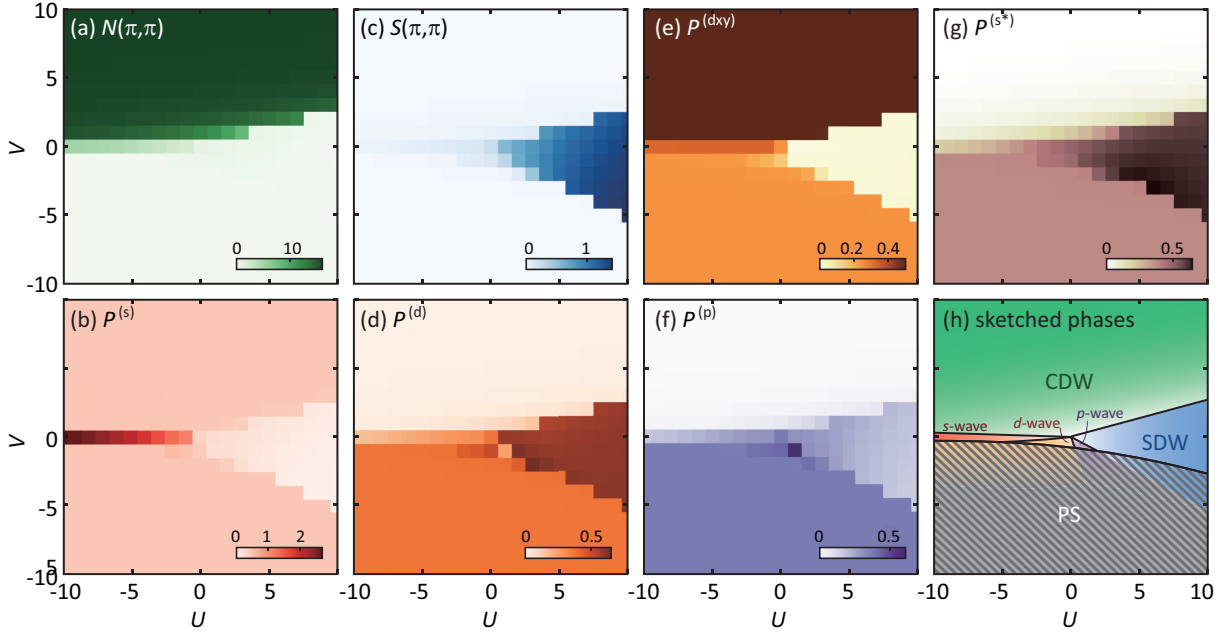 (a) N(π,π)
(c) S(π,π)
(e) P(dxy)
(g) P(s*)
10
5
0
-5
-10
V
0 10
0 1
0 0.2 0.4
0 0.5
(b) P(s)
(d) P(d)
(f) P(p)
(h) sketched phases
CDW
s-wave
d-wave
p-wave
SDW
PS
10
5
0
-5
-10
V
0 1 2
0 0.5
0 0.5
-10 -5 0 5 -10 -5 0 5 -10 -5 0 5 -10 -5 0 5 10
U U U U